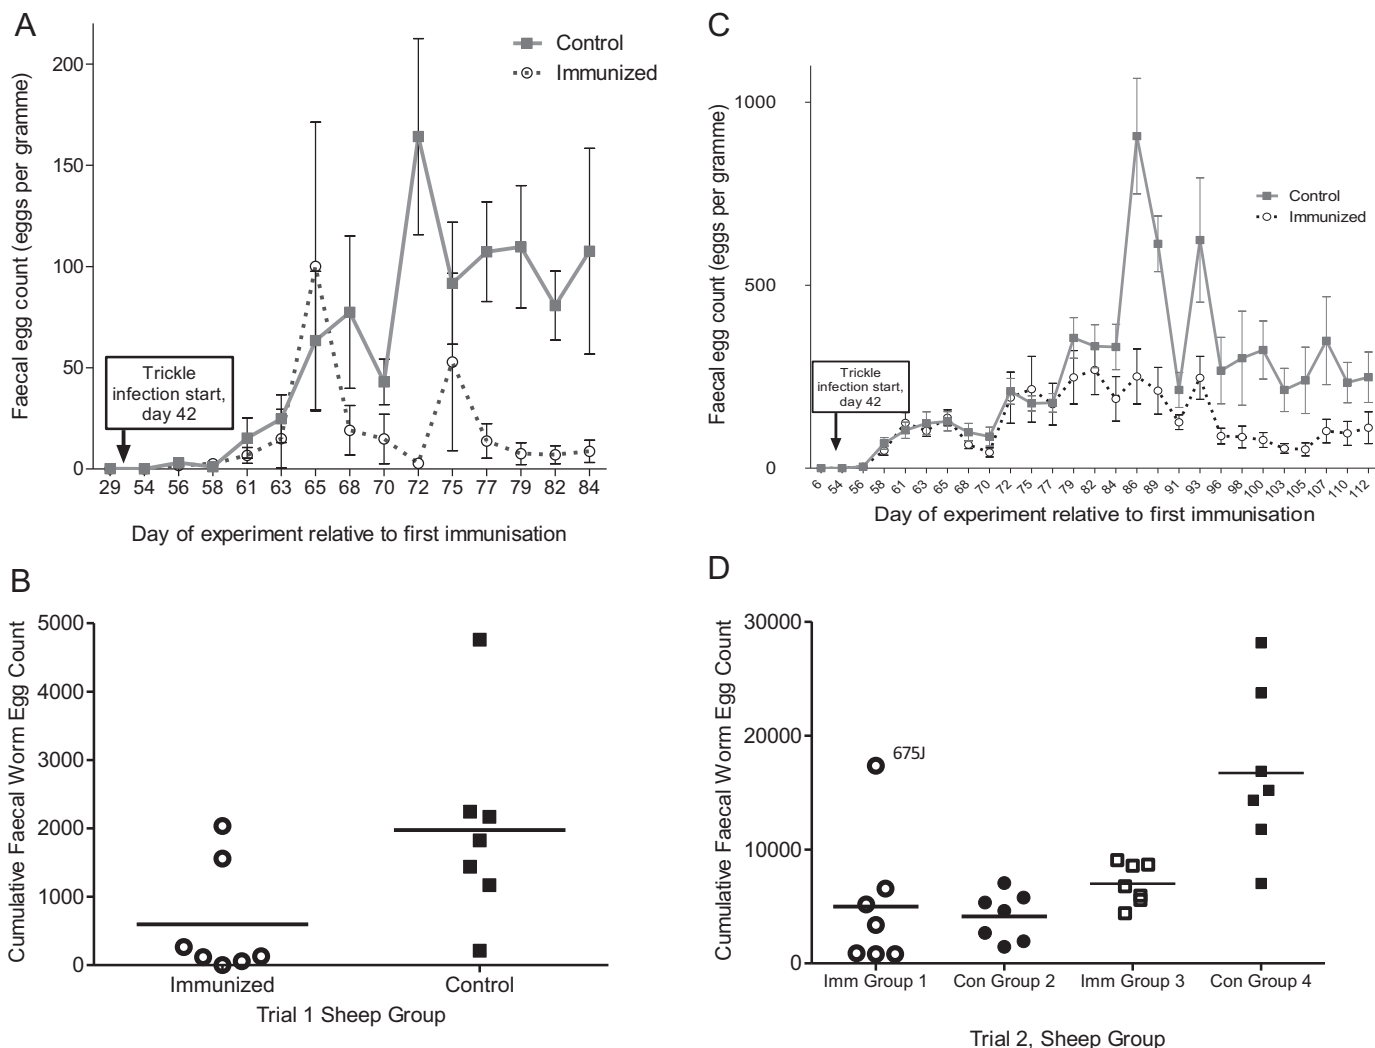 A
Faecal egg count (eggs per gramme)
200
150
100
50
0
Control
Immunized
Trickle
infection start,
day 42
29 54 56 58 61 63 65 68 70 72 75 77 79 82 84
Day of experiment relative to first immunisation
C
Faecal egg count (eggs per gramme)
1000
500
0
Control
Immunized
Trickle
infection start,
day 42
6 54 56 58 61 63 65 68 70 72 75 77 79 82 84 86 89 91 93 96 98 100 103 105 107 110 112
Day of experiment relative to first immunisation
B
Cumulative Faecal Worm Egg Count
5000
4000
3000
2000
1000
0
Immunized Control
Trial 1 Sheep Group
D
Cumulative Faecal Worm Egg Count
30000
20000
10000
0
675J
Imm Group 1 Con Group 2 Imm Group 3 Con Group 4
Trial 2, Sheep Group